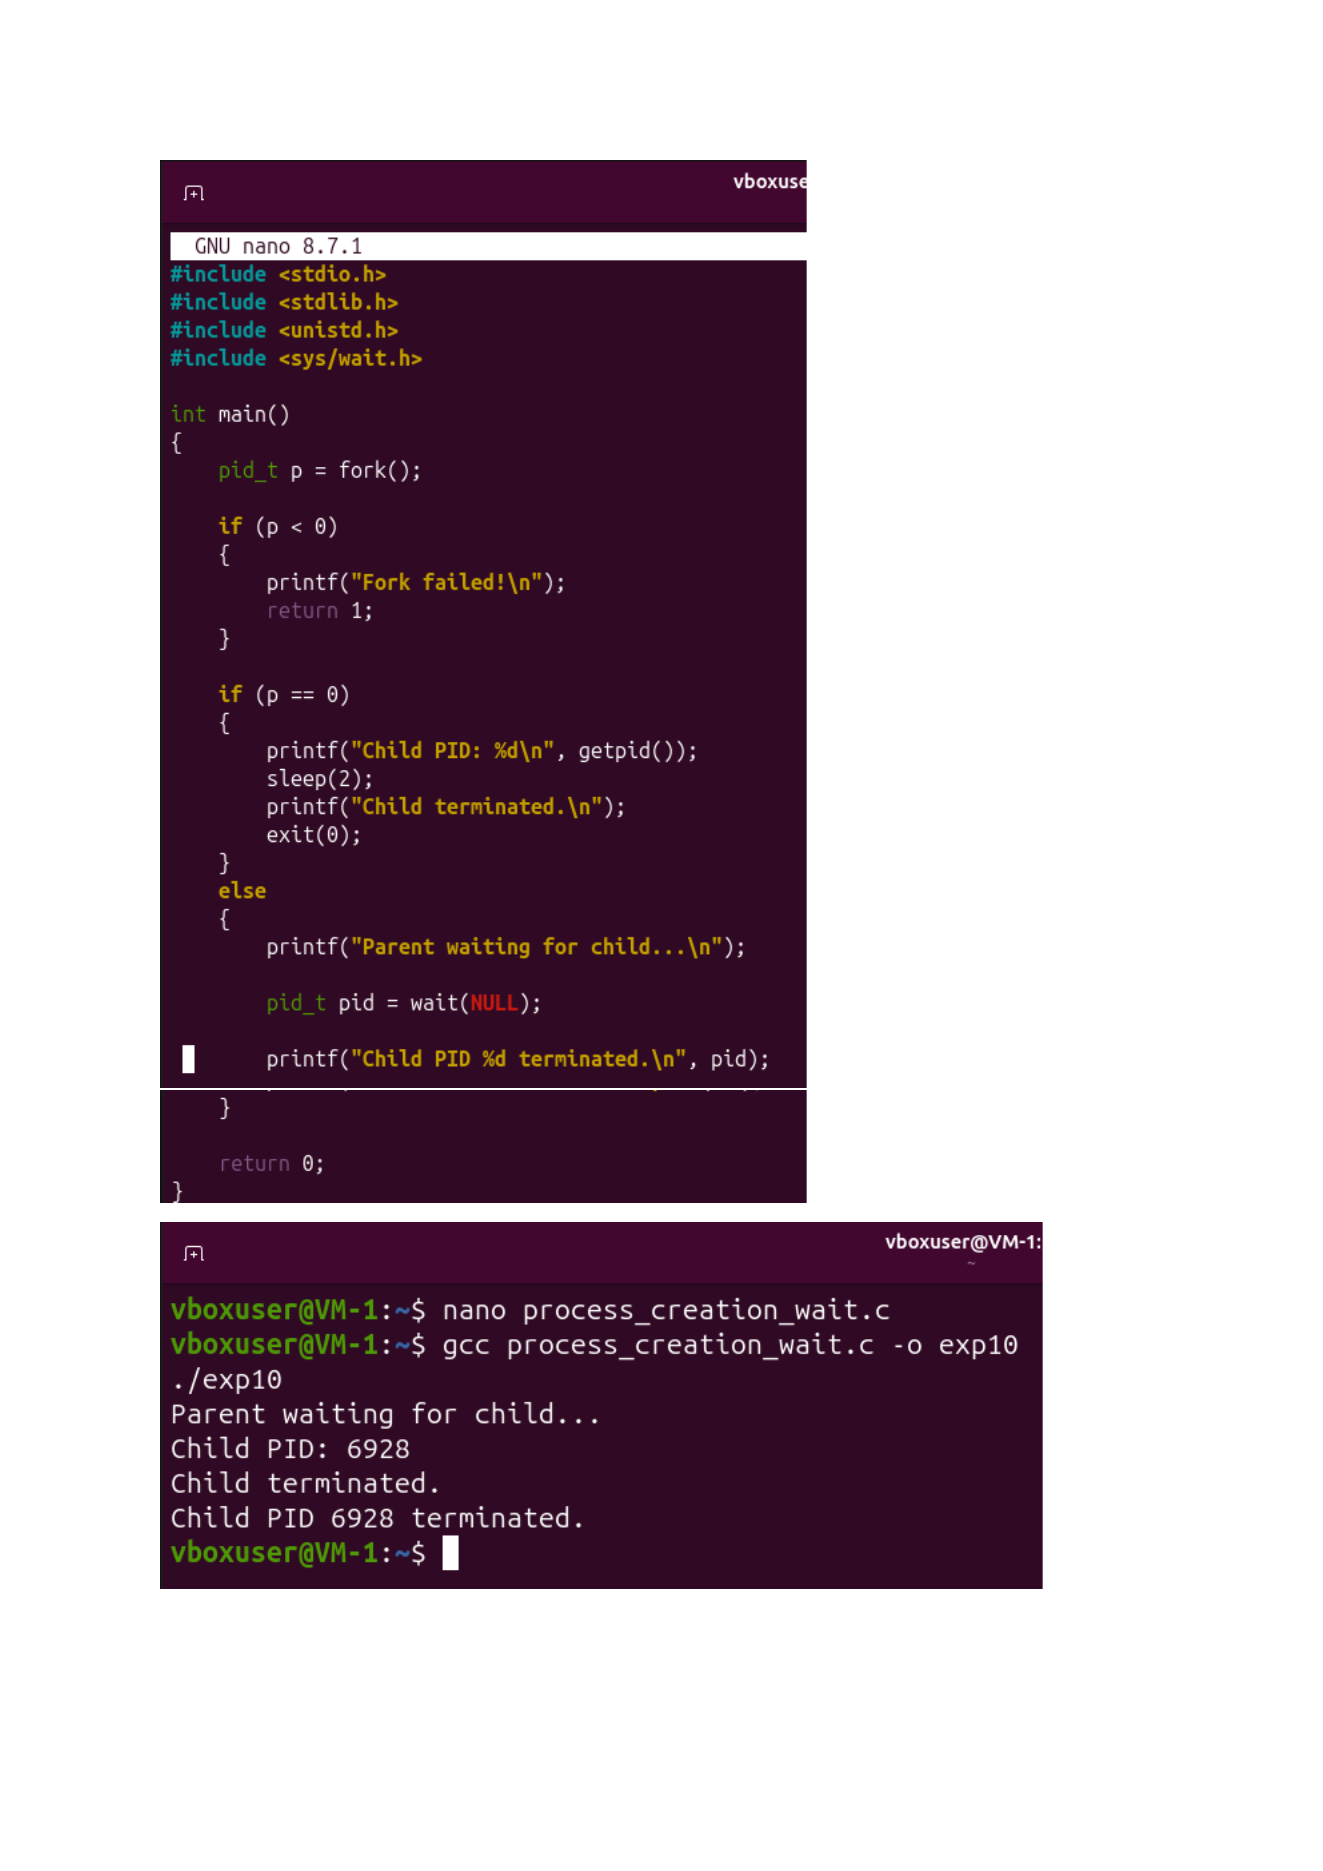 vboxuse
GNU nano 8.7.1
#include <stdio.h>
#include <stdlib.h>
#include <unistd.h>
#include <sys/wait.h>
int main()
{
    pid_t p = fork();
    if (p < 0)
    {
        printf("Fork failed!\n");
        return 1;
    }
    if (p == 0)
    {
        printf("Child PID: %d\n", getpid());
        sleep(2);
        printf("Child terminated.\n");
        exit(0);
    }
    else
    {
        printf("Parent waiting for child...\n");
        pid_t pid = wait(NULL);
        printf("Child PID %d terminated.\n", pid);
    }
    return 0;
}
vboxuser@VM-1:
~
vboxuser@VM-1:~$ nano process_creation_wait.c
vboxuser@VM-1:~$ gcc process_creation_wait.c -o exp10
./exp10
Parent waiting for child...
Child PID: 6928
Child terminated.
Child PID 6928 terminated.
vboxuser@VM-1:~$